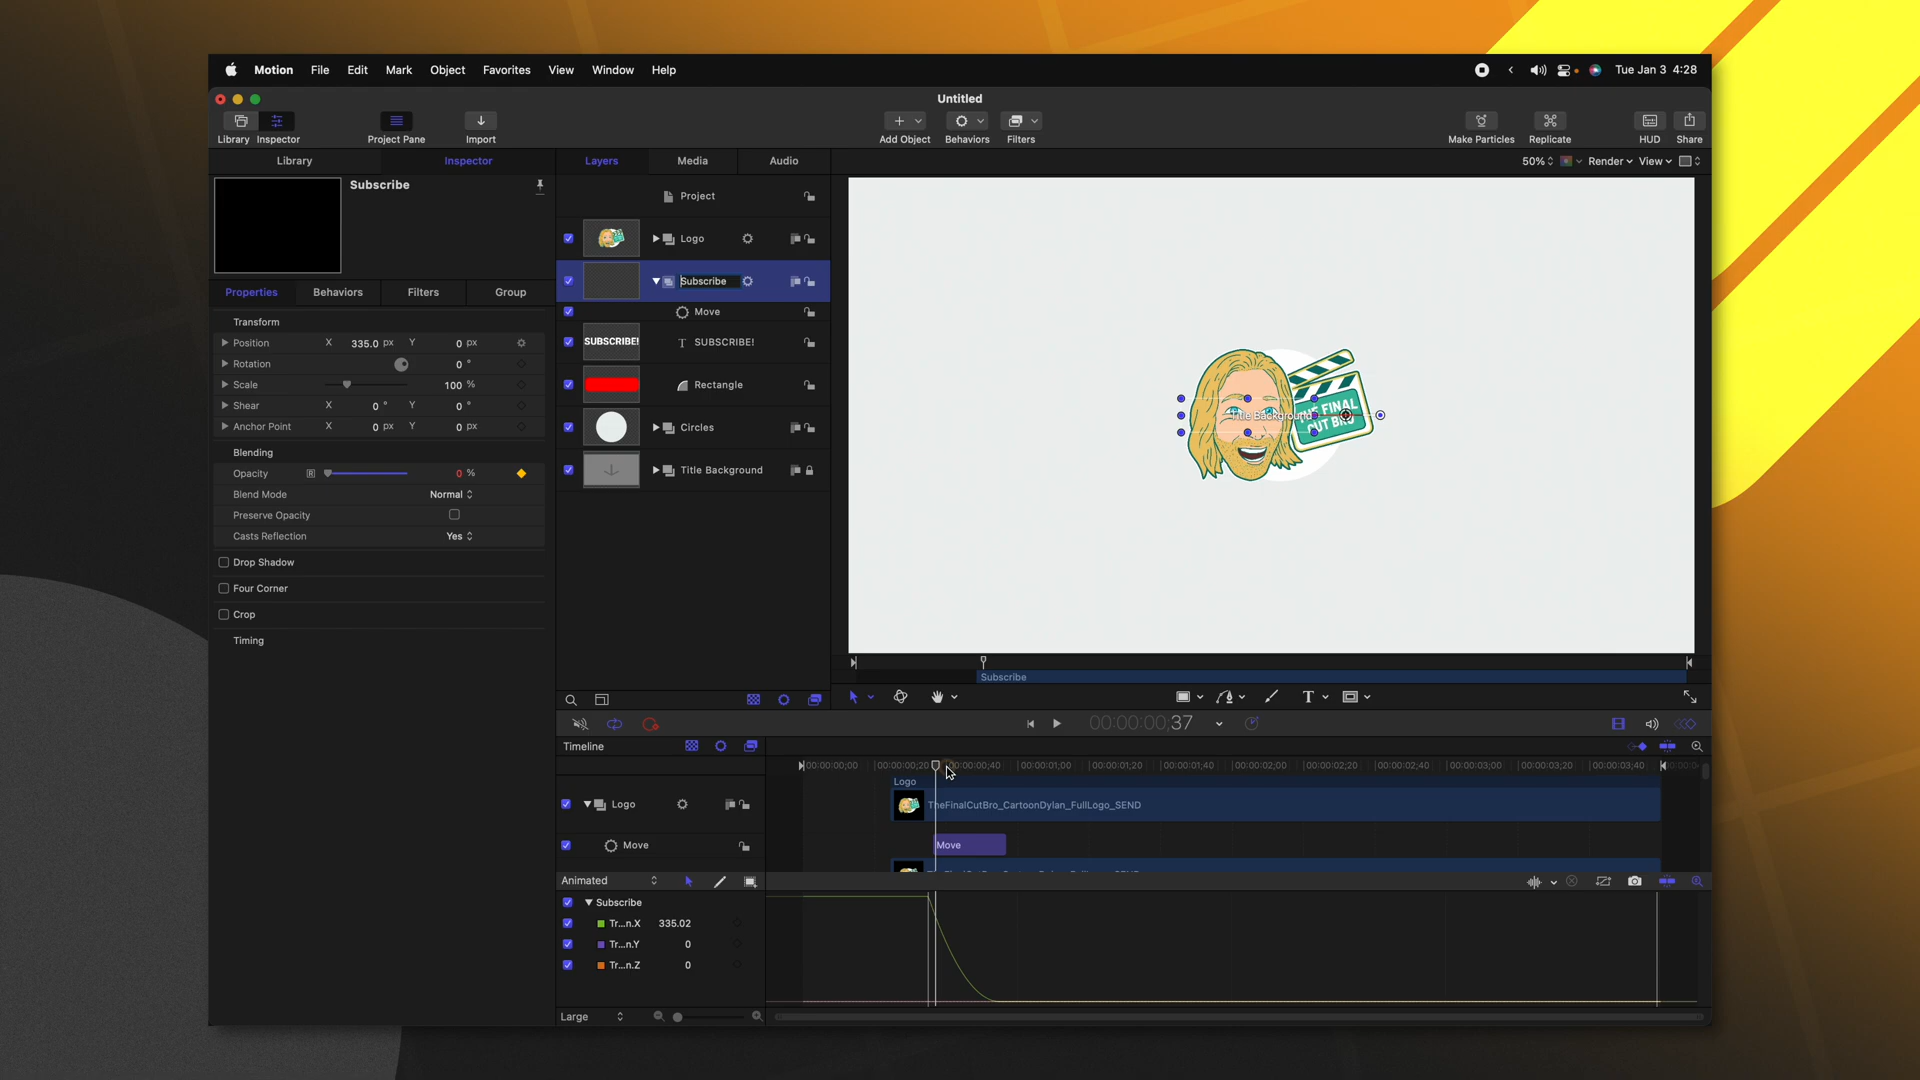 Motion File Edit Mark Object Favorites View Window Help
Tue Jan 3 4:28
Untitled
Library Inspector Project Pane Import Add Object Behaviors Filters Make Particles Replicate HUD Share
Library Inspector Layers Media Audio
50% Render View
Subscribe
Project
Logo
Subscribe
Move
SUBSCRIBE!
T SUBSCRIBE!
Rectangle
Circles
Title Background
Properties Behaviors Filters Group
Transform
Position X 335.0 px Y 0 px
Rotation 0 °
Scale 100 %
Shear X 0 ° Y 0 °
Anchor Point X 0 px Y 0 px
Blending
Opacity R 0 %
Blend Mode Normal
Preserve Opacity
Casts Reflection Yes
Drop Shadow
Four Corner
Crop
Timing
Title Background
THE FINAL
CUT BRO
Subscribe
T
00:00:00;37
Timeline
00:00:00;00 00:00:00;20 00:00:00;40 00:00:01;00 00:00:01;20 00:00:01;40 00:00:02;00 00:00:02;20 00:00:02;40 00:00:03;00 00:00:03;20 00:00:03;40
Logo
Logo
TheFinalCutBro_CartoonDylan_FullLogo_SEND
Move
Move
Animated
Subscribe
Tr...n.X 335.02
Tr...n.Y 0
Tr...n.Z 0
Large